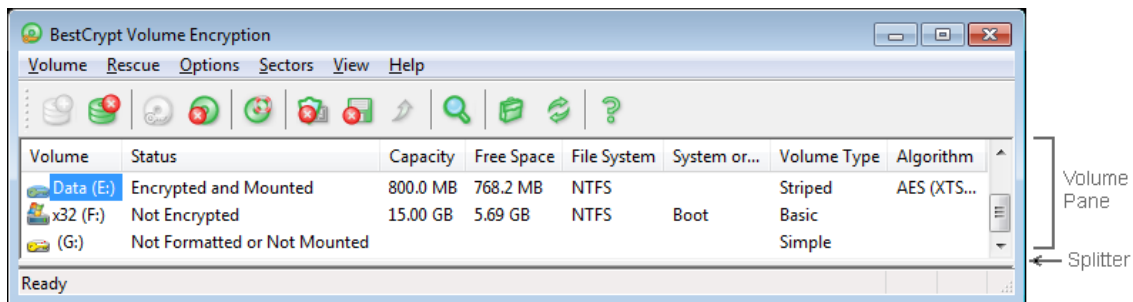 BestCrypt Volume Encryption
Volume Rescue Options Sectors View Help
Volume Status Capacity Free Space File System System or... Volume Type Algorithm
Data (E:) Encrypted and Mounted 800.0 MB 768.2 MB NTFS Striped AES (XTS...
x32 (F:) Not Encrypted 15.00 GB 5.69 GB NTFS Boot Basic
(G:) Not Formatted or Not Mounted Simple
Ready
Volume
Pane
Splitter